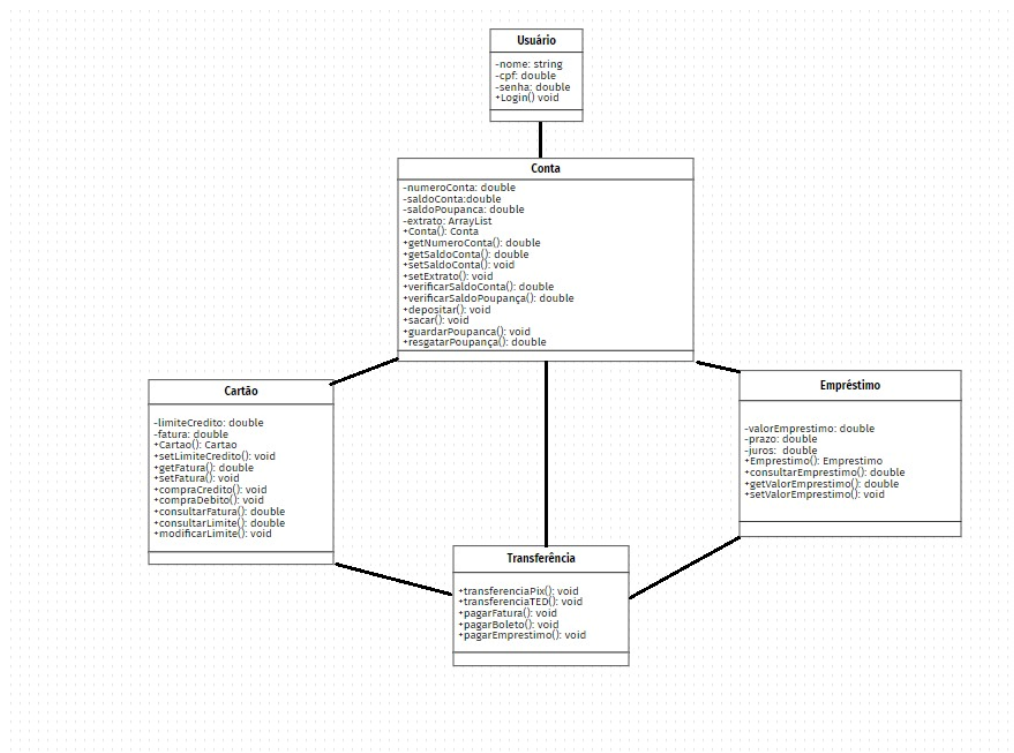 Usuário
-nome: string
-cpf: double
-senha: double
+Login() void
Conta
-numeroConta: double
-saldoConta:double
-saldoPoupanca: double
-extrato: ArrayList
+Conta(): Conta
+getNumeroConta(): double
+getSaldoConta(): double
+setSaldoConta(): void
+setExtrato(): void
+verificarSaldoConta(): double
+verificarSaldoPoupança(): double
+depositar(): void
+sacar(): void
+guardarPoupanca(): void
+resgatarPoupança(): double
Cartão
-limiteCredito: double
-fatura: double
+Cartao(): Cartao
+setLimiteCredito(): void
+getFatura(): double
+setFatura(): void
+compraCredito(): void
+compraDebito(): void
+consultarFatura(): double
+consultarLimite(): double
+modificarLimite(): void
Empréstimo
-valorEmprestimo: double
-prazo: double
-juros:  double
+Emprestimo(): Emprestimo
+consultarEmprestimo(): double
+getValorEmprestimo(): double
+setValorEmprestimo(): void
Transferência
+transferenciaPix(): void
+transferenciaTED(): void
+pagarFatura(): void
+pagarBoleto(): void
+pagarEmprestimo(): void